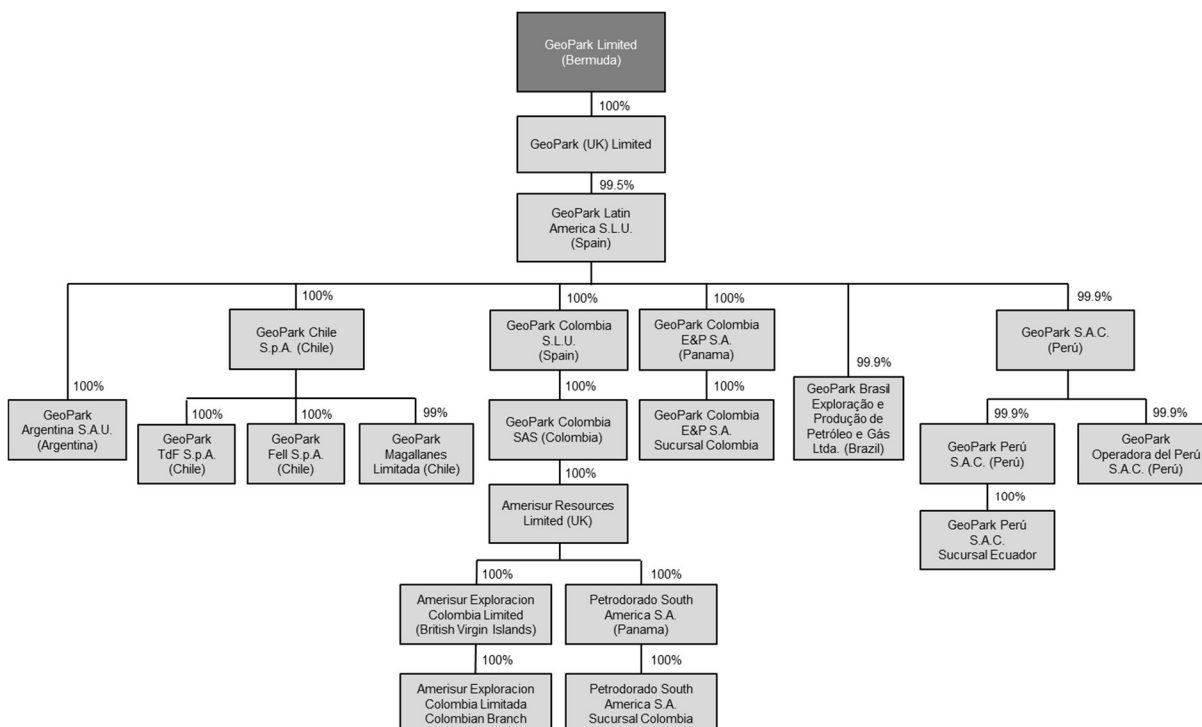 GeoPark Limited
(Bermuda)
100%
GeoPark (UK) Limited
99.5%
GeoPark Latin
America S.L.U.
(Spain)
100%
GeoPark
Argentina S.A.U.
(Argentina)
100%
GeoPark Chile
S.p.A. (Chile)
100%
GeoPark
TdF S.p.A.
(Chile)
100%
GeoPark
Fell S.p.A.
(Chile)
99%
GeoPark
Magallanes
Limitada (Chile)
100%
GeoPark Colombia
S.L.U.
(Spain)
100%
GeoPark Colombia
SAS (Colombia)
100%
Amerisur Resources
Limited (UK)
100%
Amerisur Exploracion
Colombia Limited
(British Virgin Islands)
100%
Amerisur Exploracion
Colombia Limitada
Colombian Branch
100%
Petrodorado South
America S.A.
(Panama)
100%
Petrodorado South
America S.A.
Sucursal Colombia
100%
GeoPark Colombia
E&P S.A.
(Panama)
100%
GeoPark Colombia
E&P S.A.
Sucursal Colombia
99.9%
GeoPark Brasil
Exploração e
Produção de
Petróleo e Gás
Ltda. (Brazil)
99.9%
GeoPark S.A.C.
(Perú)
99.9%
GeoPark Perú
S.A.C. (Perú)
100%
GeoPark Perú
S.A.C.
Sucursal Ecuador
99.9%
GeoPark
Operadora del Perú
S.A.C. (Perú)